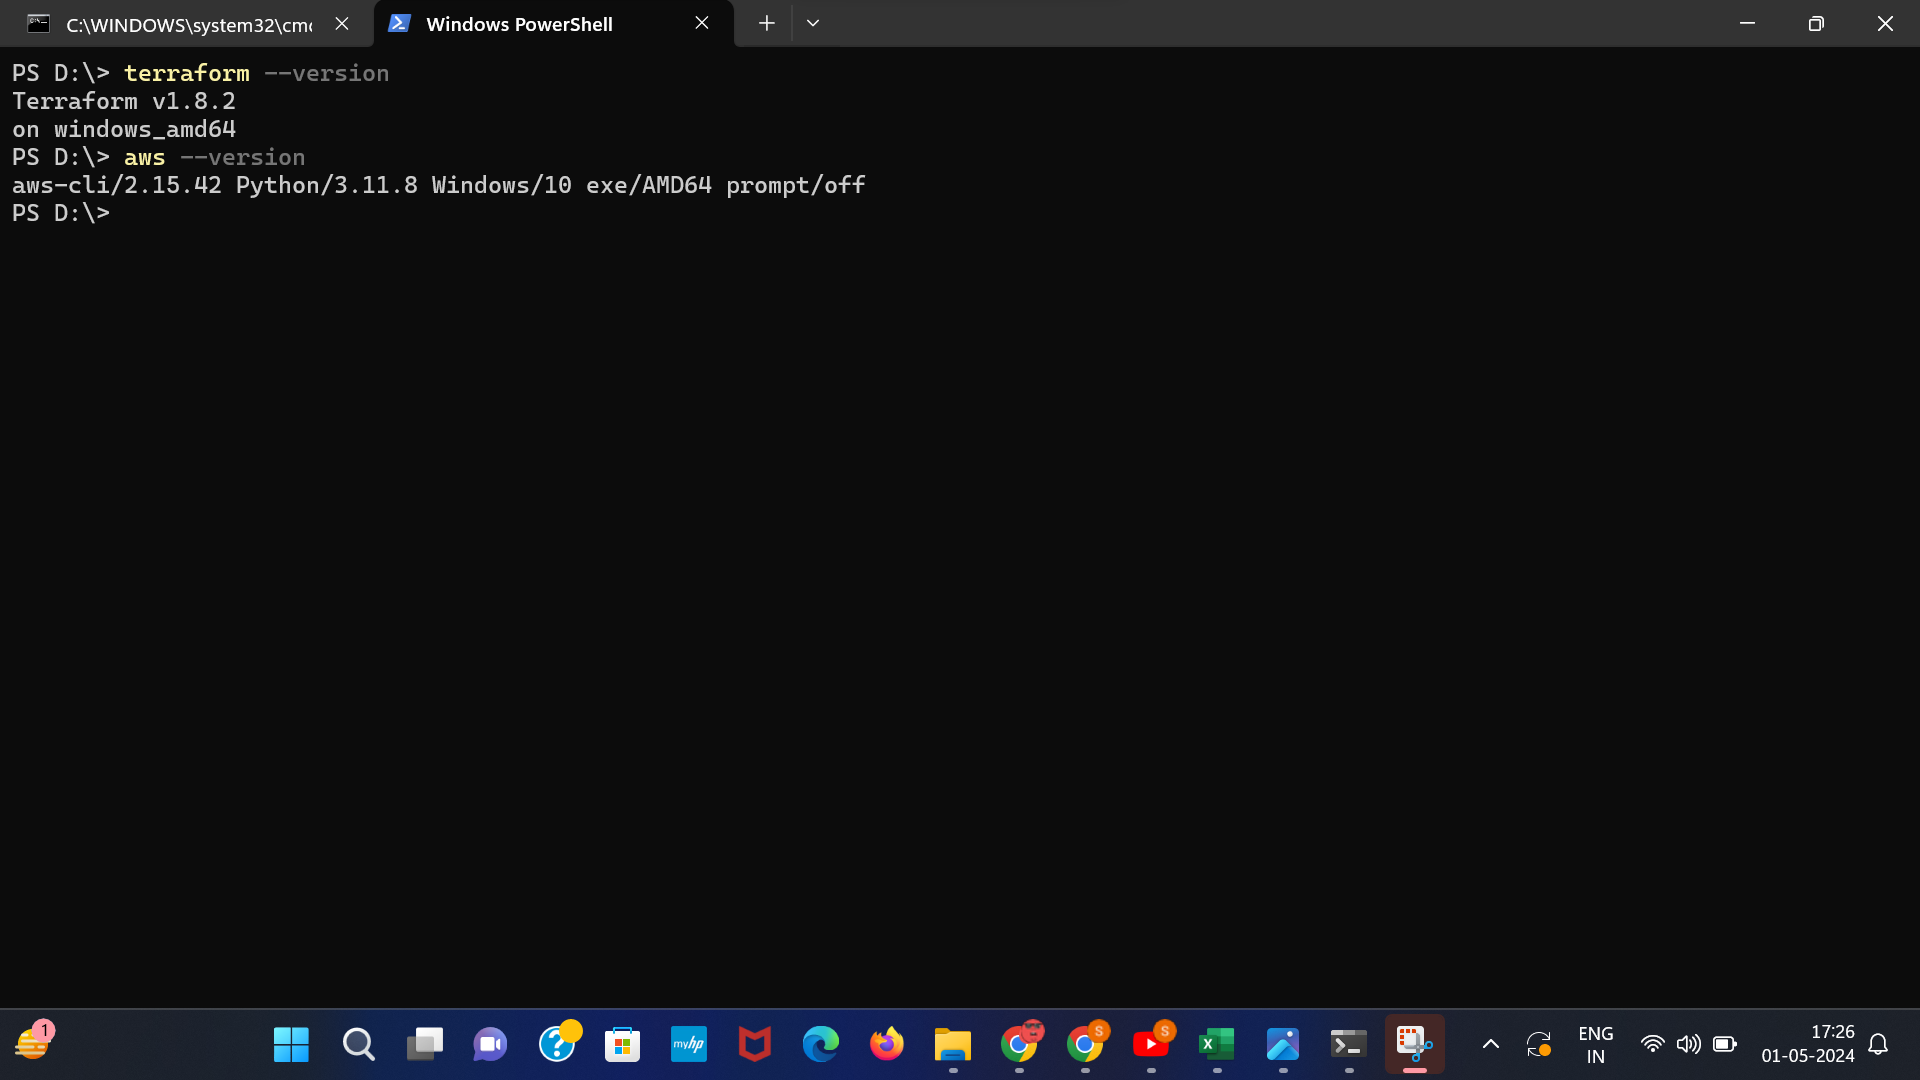 C:\WINDOWS\system32\cm
Windows PowerShell
PS D:\> terraform --version
Terraform v1.8.2
on windows_amd64
PS D:\> aws --version
aws-cli/2.15.42 Python/3.11.8 Windows/10 exe/AMD64 prompt/off
PS D:\>
1
myhp
S
S
X
ENG
IN
17:26
01-05-2024